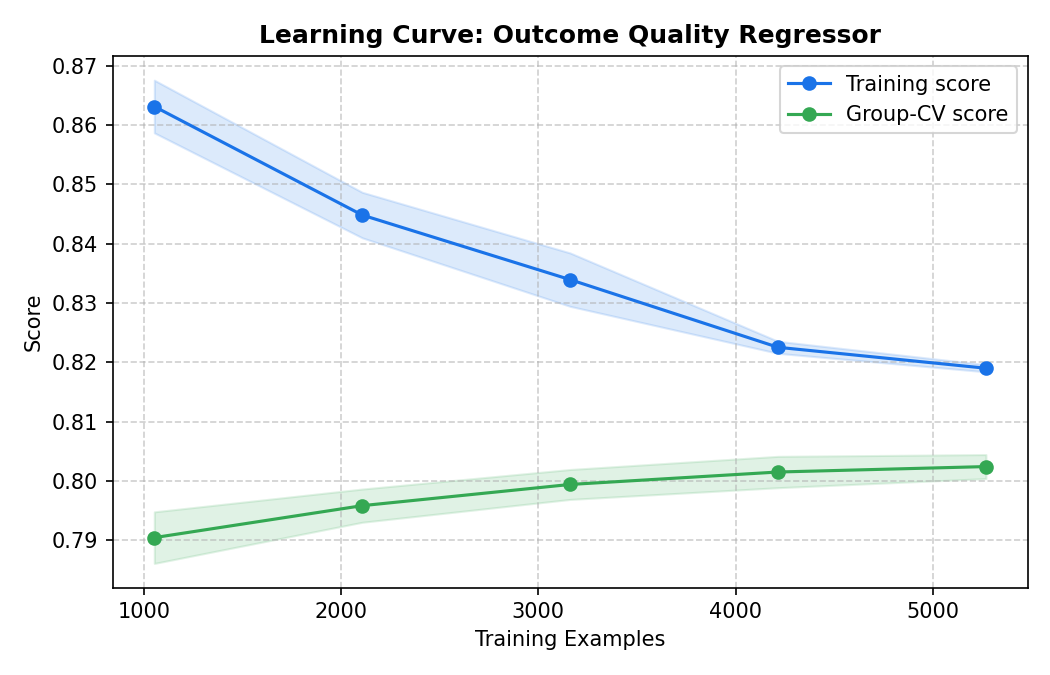 Learning Curve: Outcome Quality Regressor
Training score
Group-CV score
0.87
0.86
0.85
0.84
0.83
0.82
0.81
0.80
0.79
Score
1000 2000 3000 4000 5000
Training Examples